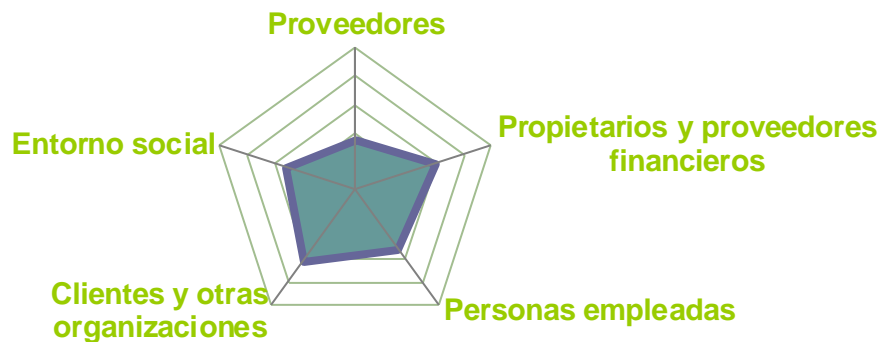 Proveedores
Propietarios y proveedores
financieros
Entorno social
Clientes y otras
organizaciones
Personas empleadas